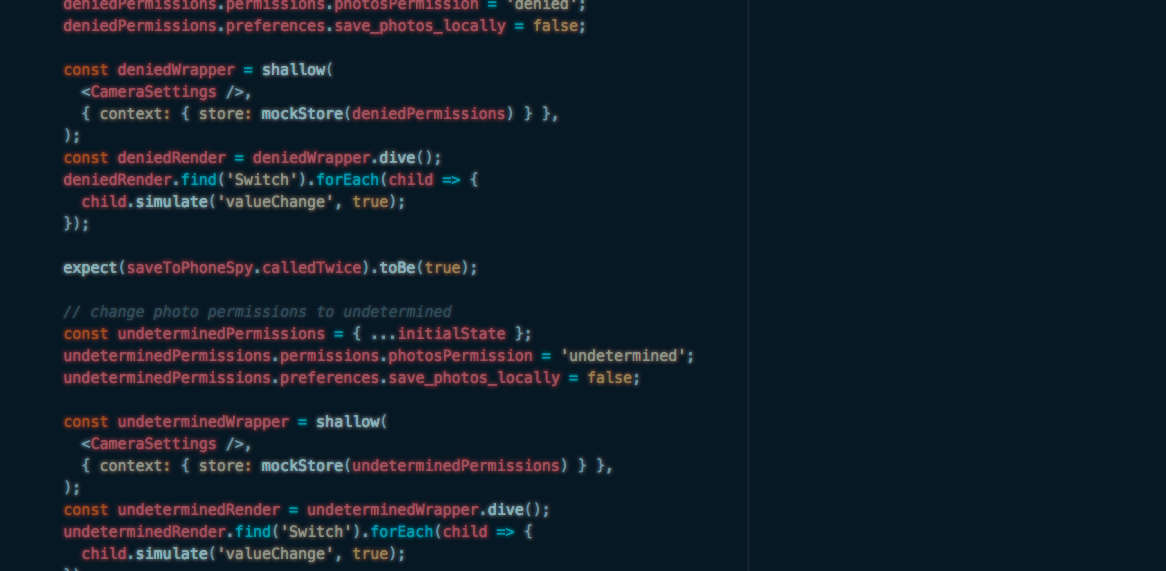 deniedPermissions.permissions.photosPermission = 'denied';
deniedPermissions.preferences.save_photos_locally = false;

const deniedWrapper = shallow(
  <CameraSettings />,
  { context: { store: mockStore(deniedPermissions) } },
);
const deniedRender = deniedWrapper.dive();
deniedRender.find('Switch').forEach(child => {
  child.simulate('valueChange', true);
});

expect(saveToPhoneSpy.calledTwice).toBe(true);

// change photo permissions to undetermined
const undeterminedPermissions = { ...initialState };
undeterminedPermissions.permissions.photosPermission = 'undetermined';
undeterminedPermissions.preferences.save_photos_locally = false;

const undeterminedWrapper = shallow(
  <CameraSettings />,
  { context: { store: mockStore(undeterminedPermissions) } },
);
const undeterminedRender = undeterminedWrapper.dive();
undeterminedRender.find('Switch').forEach(child => {
  child.simulate('valueChange', true);